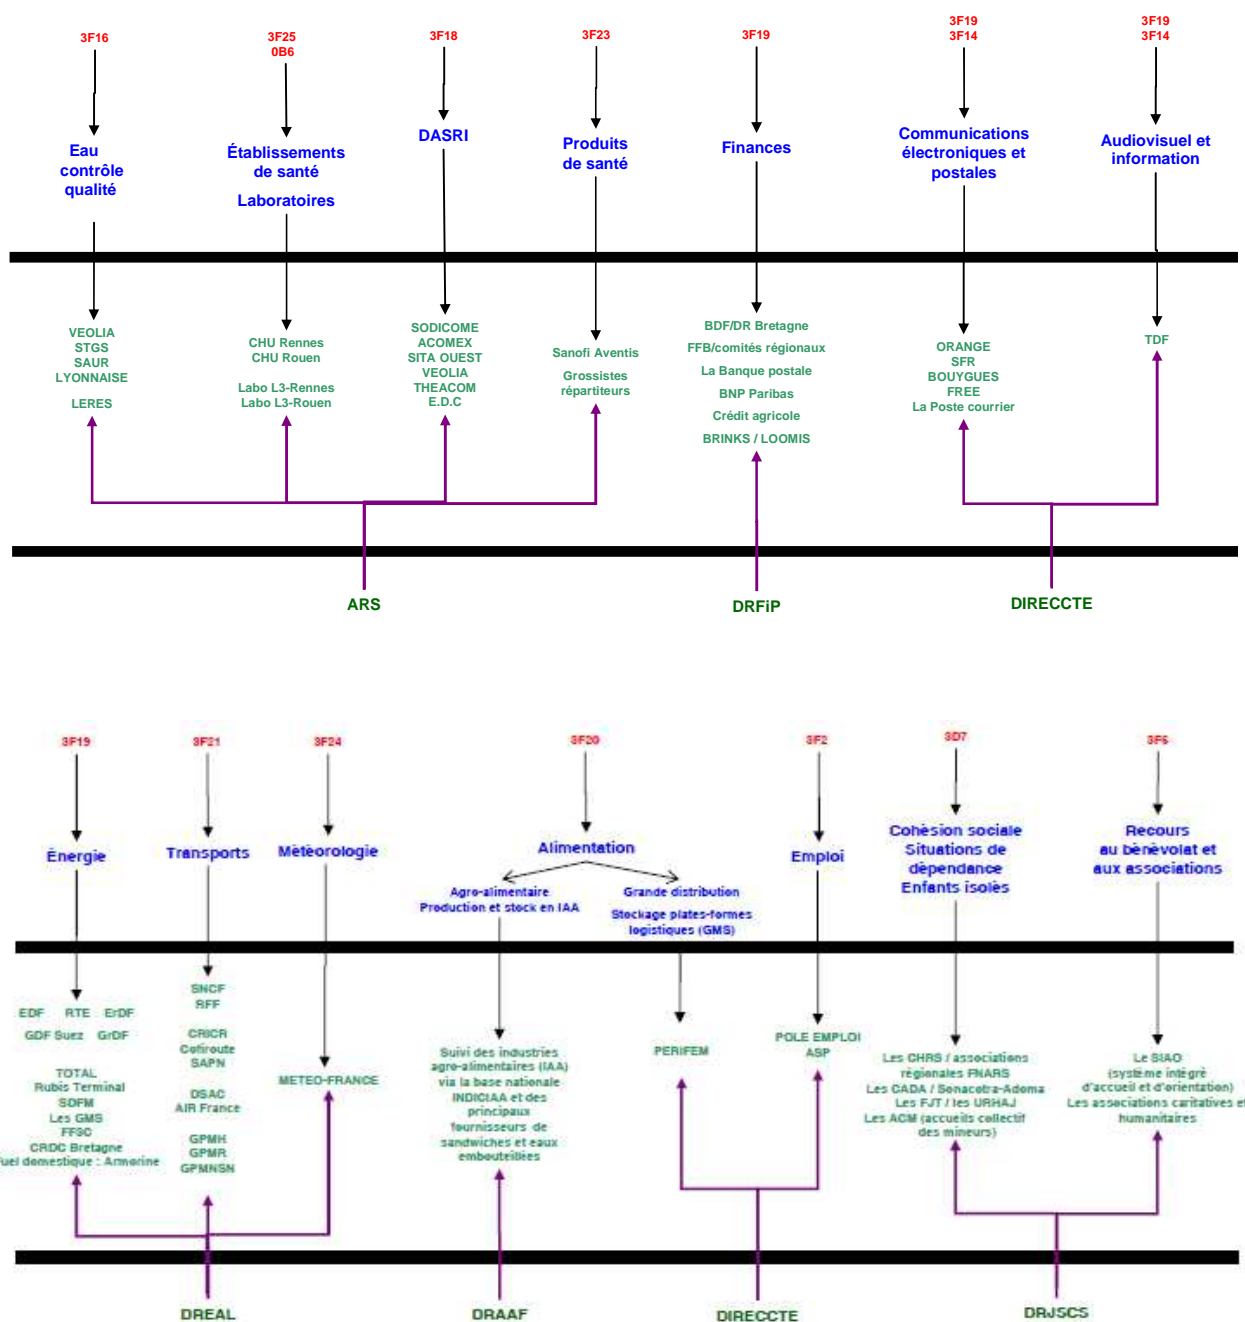 3F16
3F25
0B6
3F18
3F23
3F19
3F19
3F14
3F19
3F14
Eau
contrôle
qualité
Établissements
de santé
Laboratoires
DASRI
Produits
de santé
Finances
Communications
électroniques et
postales
Audiovisuel et
information
VEOLIA
STGS
SAUR
LYONNAISE
LERES
CHU Rennes
CHU Rouen
Labo L3-Rennes
Labo L3-Rouen
SODICOME
ACOMEX
SITA OUEST
VEOLIA
THEACOM
E.D.C
Sanofi Aventis
Grossistes
répartiteurs
BDF/DR Bretagne
FFB/comités régionaux
La Banque postale
BNP Paribas
Crédit agricole
BRINKS / LOOMIS
ORANGE
SFR
BOUYGUES
FREE
La Poste courrier
TDF
ARS
DRFiP
DIRECCTE
3F19
3F21
3F24
3F20
3F2
3D7
3F6
Énergie
Transports
Météorologie
Alimentation
Agro-alimentaire
Production et stock en IAA
Grande distribution
Stockage plates-formes
logistiques (GMS)
Emploi
Cohésion sociale
Situations de
dépendance
Enfants isolés
Recours
au bénévolat et
aux associations
EDF RTE ErDF
GDF Suez GrDF
TOTAL
Rubis Terminal
SDFM
Les GMS
FFSC
CRDC Bretagne
Fuel domestique : Armorine
SNCF
RFF
CRICR
Cofiroute
SAPN
DSAC
AIR France
GPMH
GPMR
GPMNSN
METEO-FRANCE
Suivi des industries
agro-alimentaires (IAA)
via la base nationale
INDICIAA et des
principaux
fournisseurs de
sandwiches et eaux
embouteillées
PERIFEM
POLE EMPLOI
ASP
Les CHRS / associations
régionales FNARS
Les CADA / Sonacotra-Adoma
Les FJT / les URHAJ
Les ACM (accueils collectif
des mineurs)
Le SIAO
(système intégré
d'accueil et d'orientation)
Les associations caritatives et
humanitaires
DREAL
DRAAF
DIRECCTE
DRJSCS